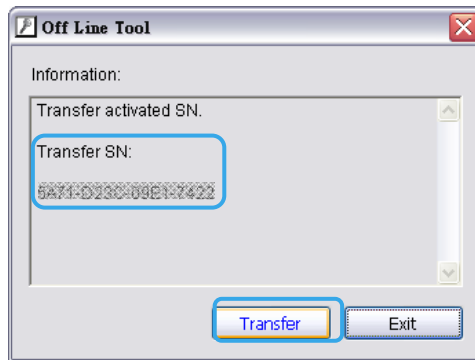 Off Line Tool
Information:
Transfer activated SN.
Transfer SN:
Transfer
Exit